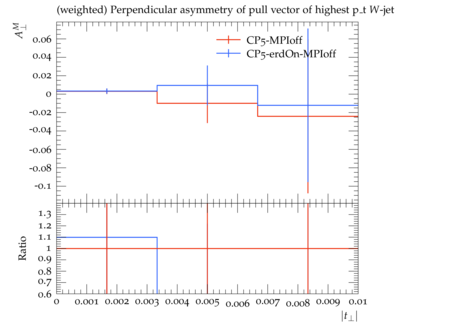 (weighted) Perpendicular asymmetry of pull vector of highest p_t W-jet
A⊥^M
CP5-MPIoff
CP5-erdOn-MPIoff
0.06
0.04
0.02
0
-0.02
-0.04
-0.06
-0.08
-0.1
Ratio
1.3
1.2
1.1
1
0.9
0.8
0.7
0.6
0 0.001 0.002 0.003 0.004 0.005 0.006 0.007 0.008 0.009 0.01
|t⊥|